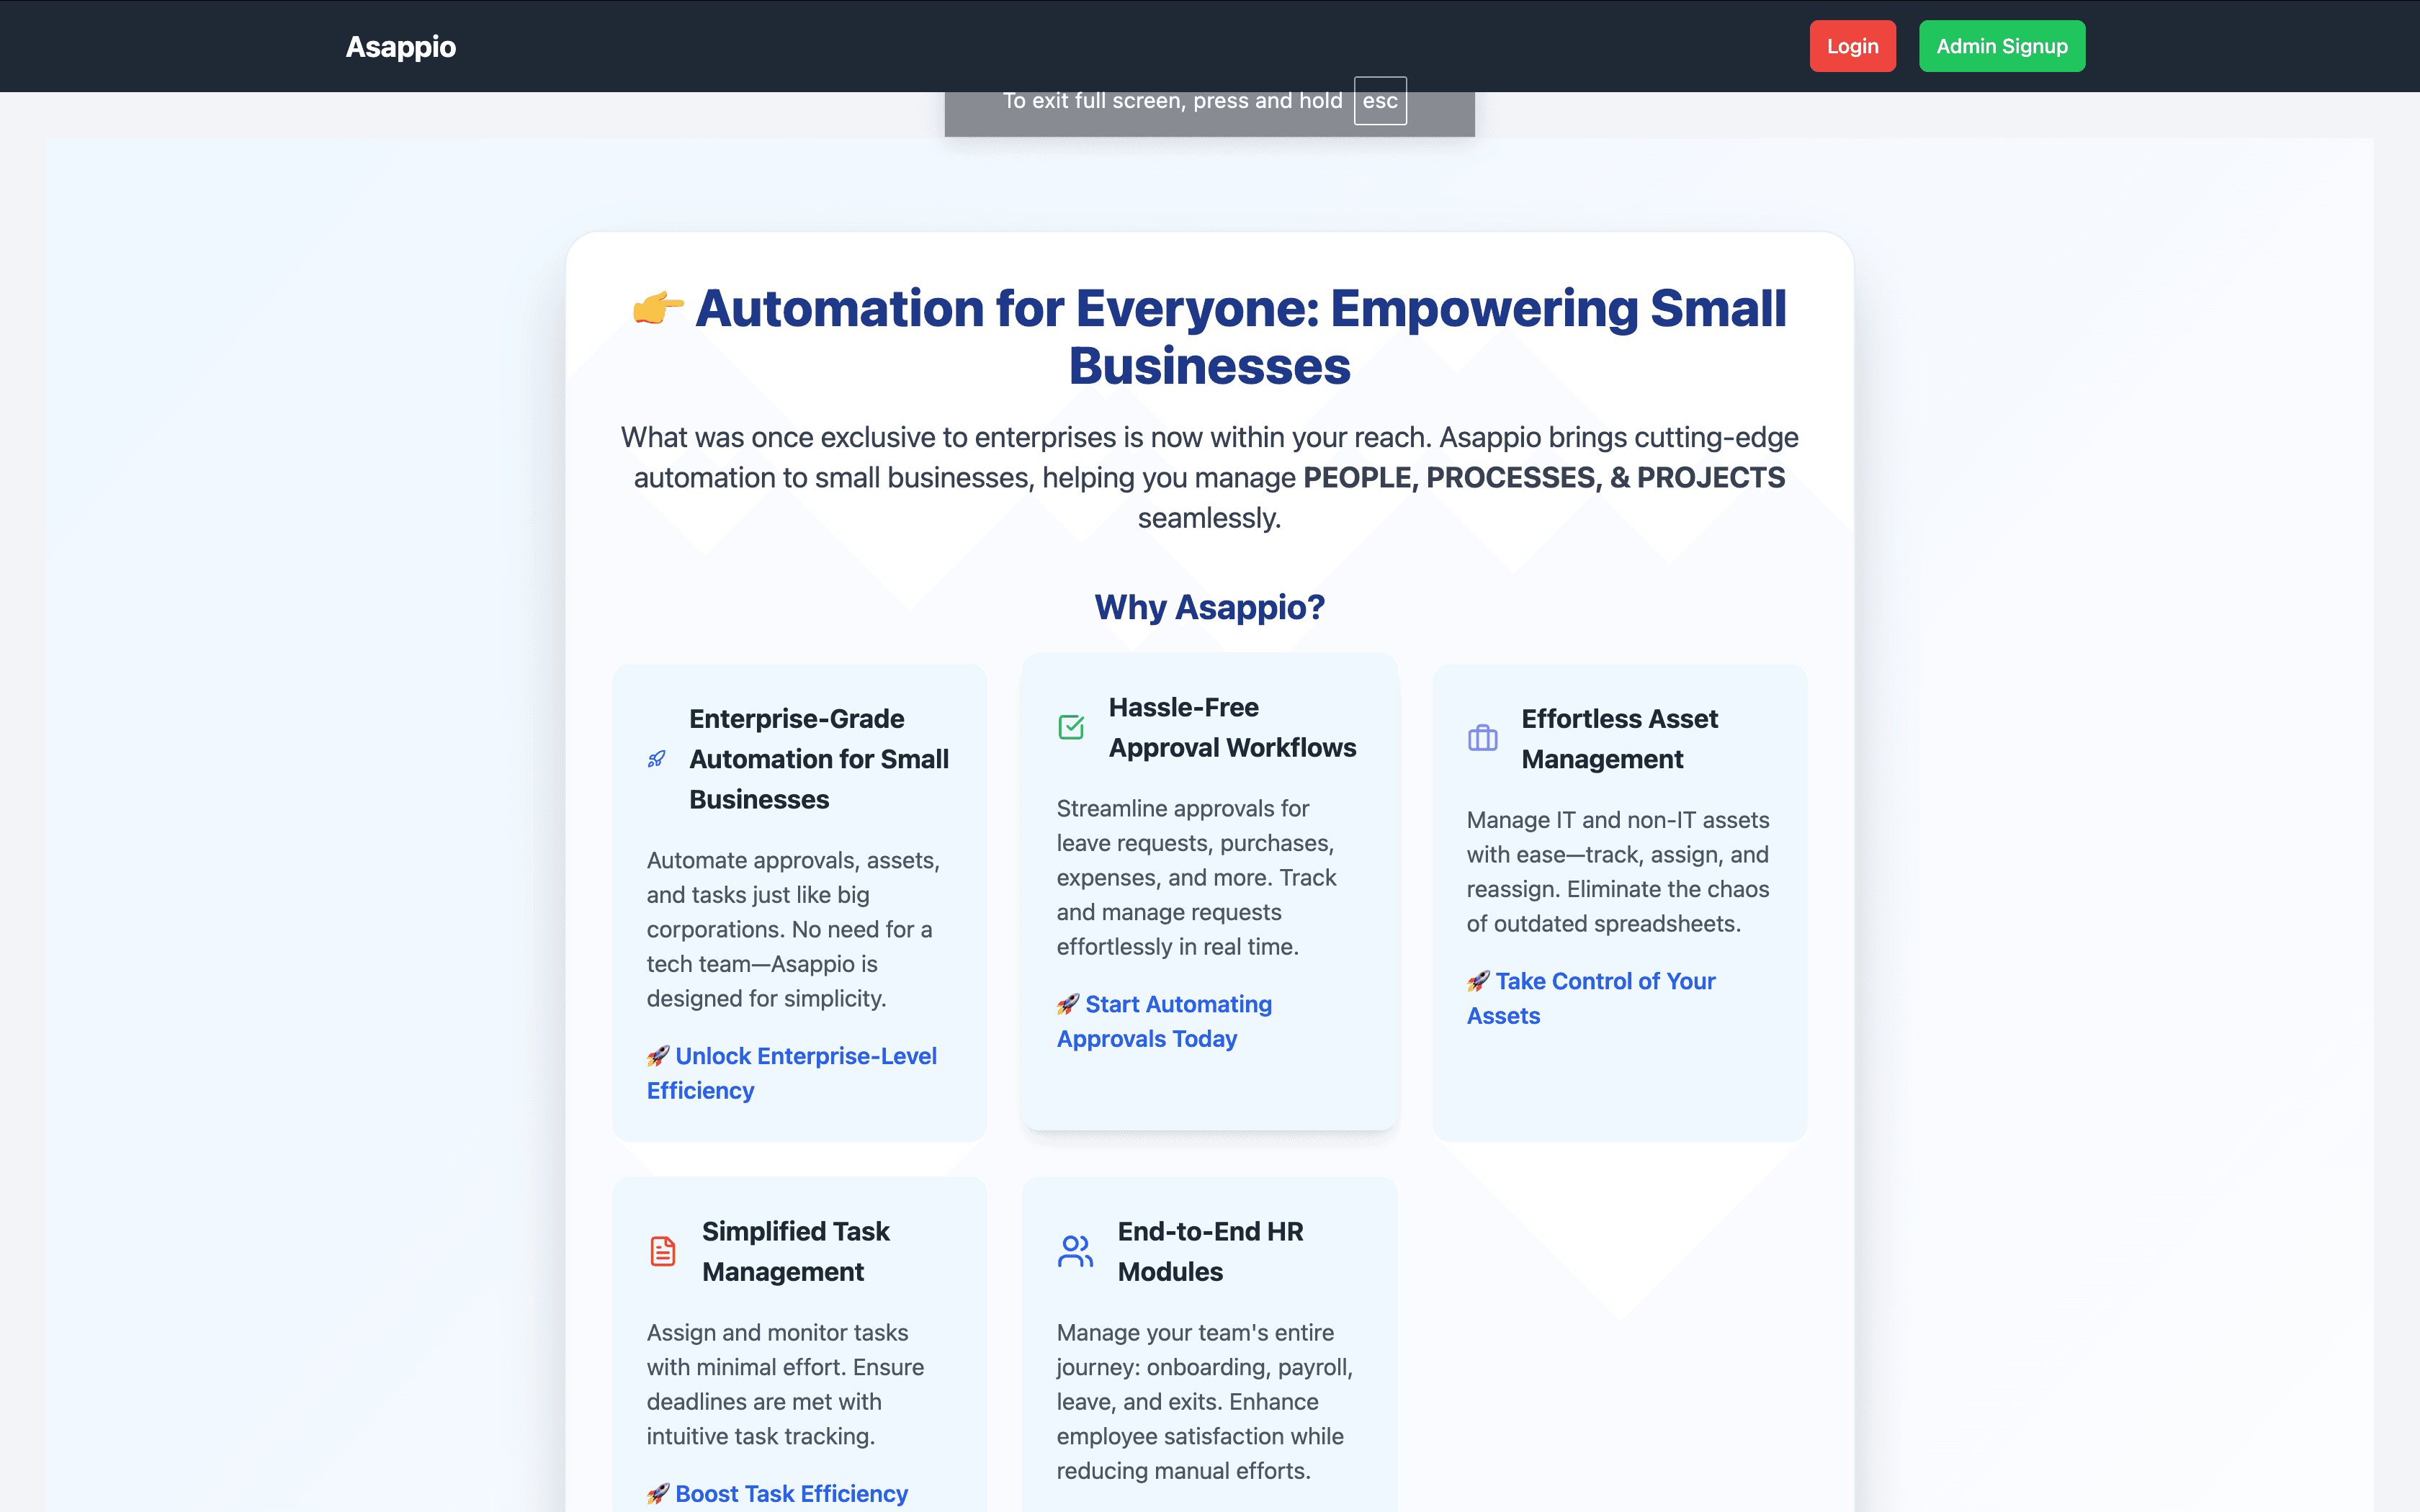 Asappio
Login
Admin Signup
To exit full screen, press and hold esc
👉 Automation for Everyone: Empowering Small
Businesses
What was once exclusive to enterprises is now within your reach. Asappio brings cutting-edge
automation to small businesses, helping you manage PEOPLE, PROCESSES, & PROJECTS
seamlessly.
Why Asappio?
Enterprise-Grade
Automation for Small
Businesses
Automate approvals, assets,
and tasks just like big
corporations. No need for a
tech team—Asappio is
designed for simplicity.
🚀 Unlock Enterprise-Level
Efficiency
Hassle-Free
Approval Workflows
Streamline approvals for
leave requests, purchases,
expenses, and more. Track
and manage requests
effortlessly in real time.
🚀 Start Automating
Approvals Today
Effortless Asset
Management
Manage IT and non-IT assets
with ease—track, assign, and
reassign. Eliminate the chaos
of outdated spreadsheets.
🚀 Take Control of Your
Assets
Simplified Task
Management
Assign and monitor tasks
with minimal effort. Ensure
deadlines are met with
intuitive task tracking.
🚀 Boost Task Efficiency
End-to-End HR
Modules
Manage your team's entire
journey: onboarding, payroll,
leave, and exits. Enhance
employee satisfaction while
reducing manual efforts.